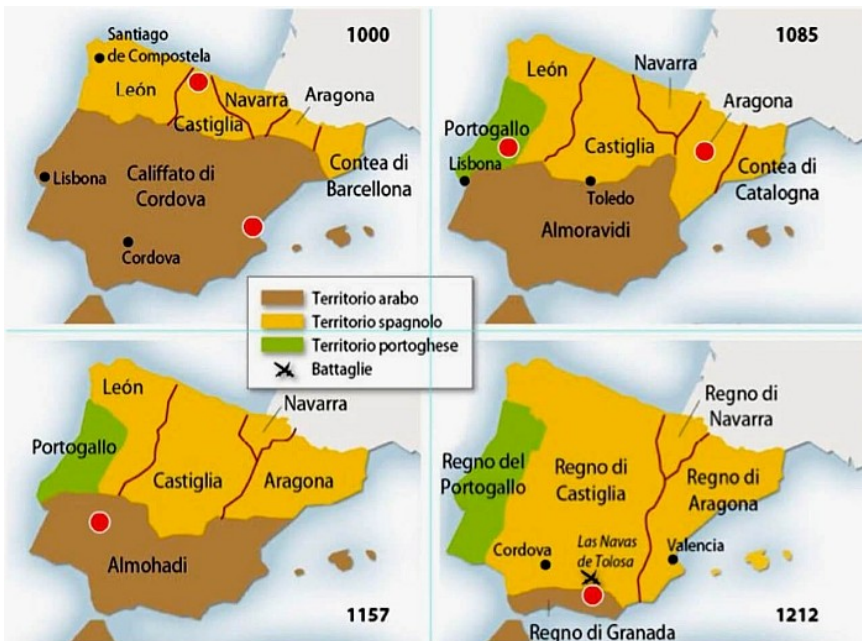 Santiago
de Compostela
1000
León
Navarra
Aragona
Castiglia
Lisbona
Califfato di
Cordova
Contea di
Barcellona
Cordova
1085
León
Navarra
Aragona
Portogallo
Castiglia
Lisbona
Toledo
Contea di
Catalogna
Almoravidi
Territorio arabo
Territorio spagnolo
Territorio portoghese
Battaglie
León
Navarra
Portogallo
Castiglia
Aragona
Almohadi
1157
Regno di
Navarra
Regno del
Portogallo
Regno di
Castiglia
Regno di
Aragona
Cordova
Las Navas
de Tolosa
Valencia
1212
Regno di Granada